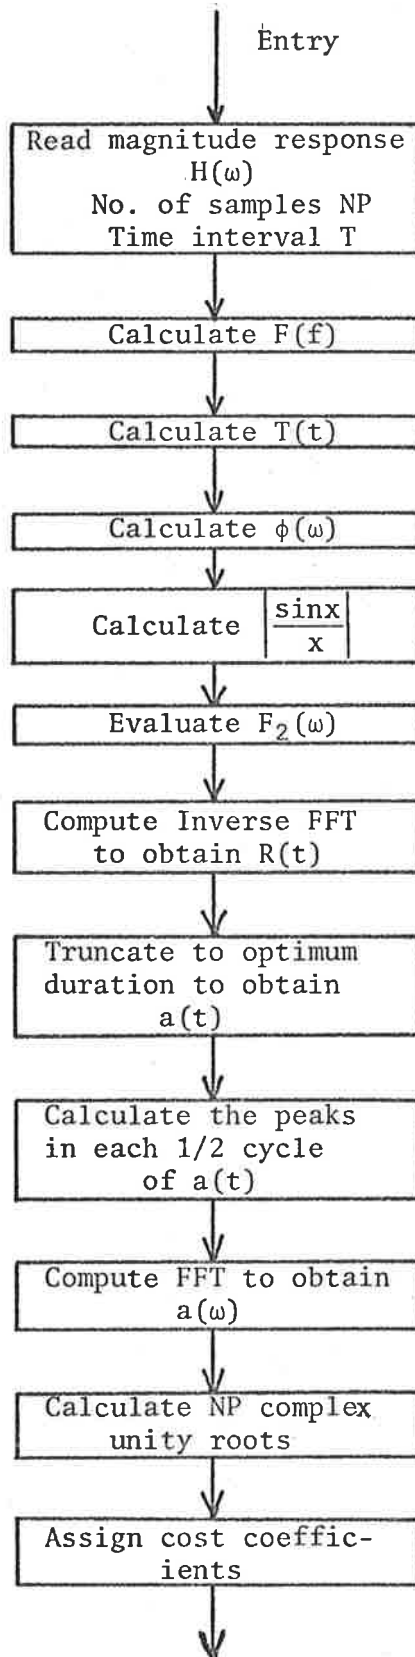 Entry
Read magnitude response
H(ω)
No. of samples NP
Time interval T
Calculate F(f)
Calculate T(t)
Calculate ϕ(ω)
Calculate |sinx/x|
Evaluate F₂(ω)
Compute Inverse FFT
to obtain R(t)
Truncate to optimum
duration to obtain
a(t)
Calculate the peaks
in each 1/2 cycle
of a(t)
Compute FFT to obtain
a(ω)
Calculate NP complex
unity roots
Assign cost coeffic-
ients